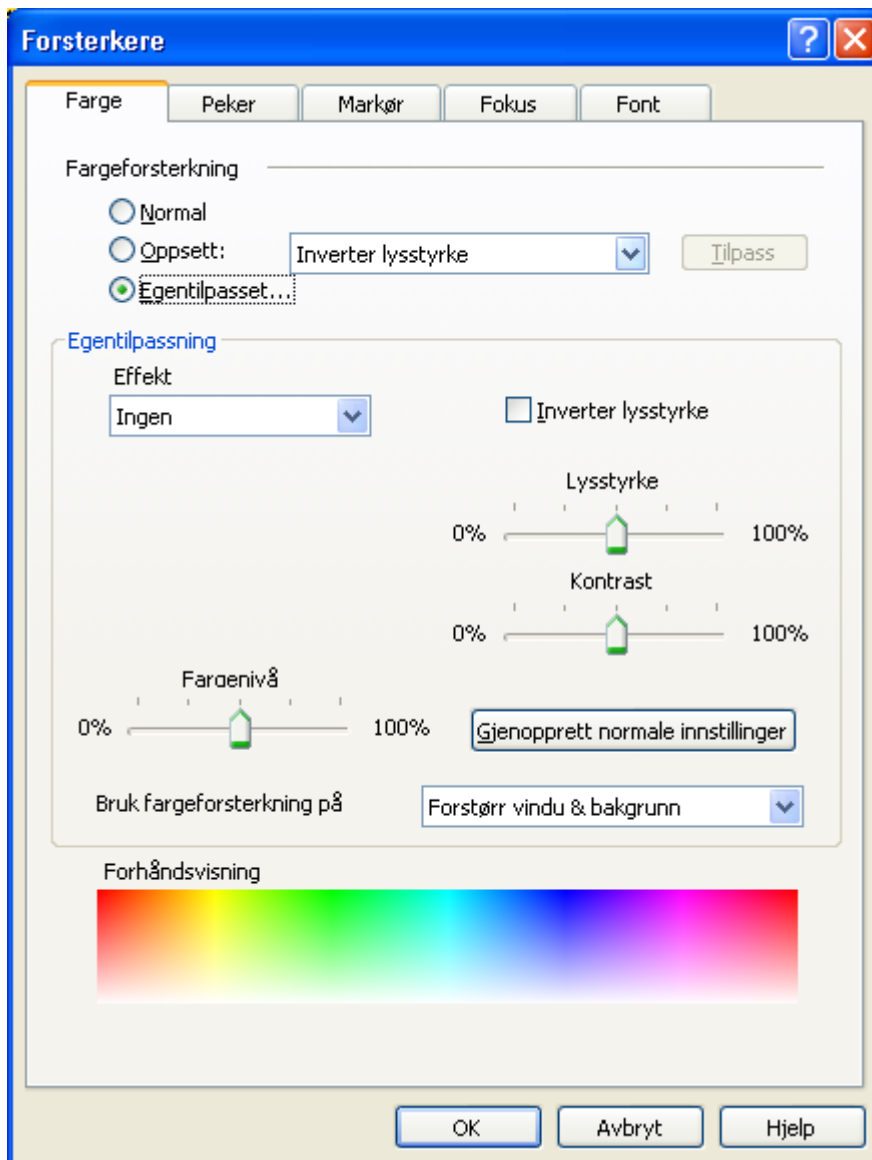 Forsterkere
Farge Peker Markør Fokus Font
Fargeforsterkning
Normal
Oppsett: Inverter lysstyrke Tilpass
Egentilpasset...
Egentilpassning
Effekt
Ingen Inverter lysstyrke
Lysstyrke
0% 100%
Kontrast
0% 100%
Fargenivå
0% 100% Gjenopprett normale innstillinger
Bruk fargeforsterkning på Forstørr vindu & bakgrunn
Forhåndsvisning
OK Avbryt Hjelp